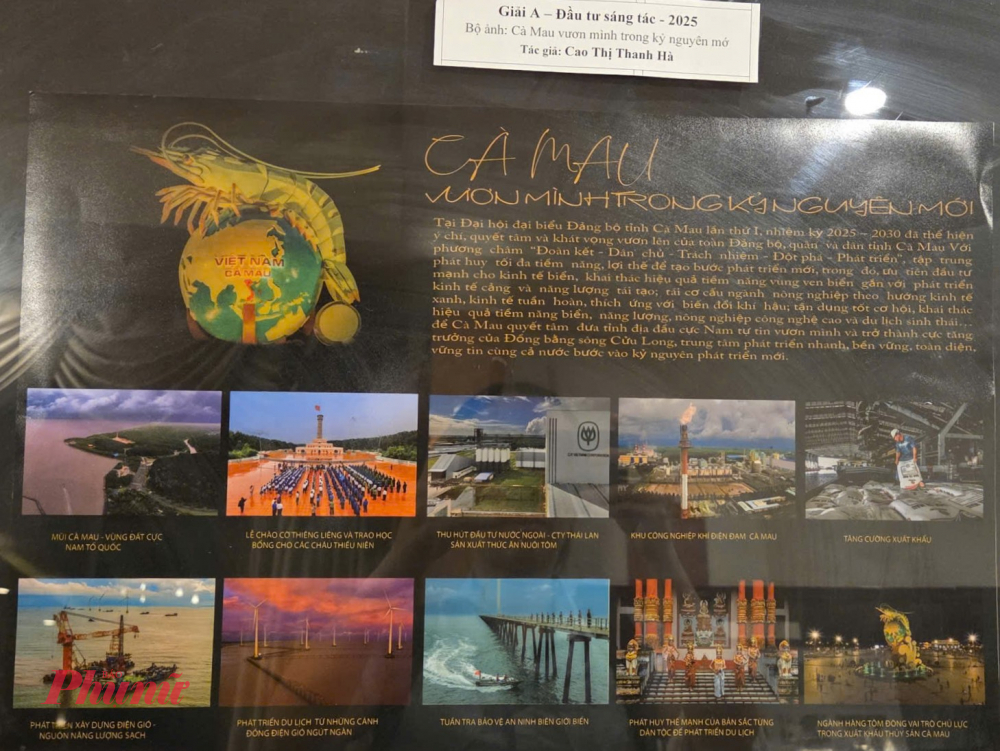 Giải A – Đầu tư sáng tác - 2025
Bộ ảnh: Cà Mau vươn mình trong kỷ nguyên mở
Tác giả: Cao Thị Thanh Hà
CÀ MAU
VƯƠN MÌNH TRONG KỶ NGUYÊN MỚI
VIỆT NAM
CÀ MAU
Tại Đại hội đại biểu Đảng bộ tỉnh Cà Mau lần thứ I, nhiệm kỳ 2025 – 2030 đã thể hiện
ý chí, quyết tâm và khát vọng vươn lên của toàn Đảng bộ, quân và dân tỉnh Cà Mau Với
phương châm “Đoàn kết - Dân chủ - Trách nhiệm - Đột phá - Phát triển”, tập trung
phát huy tối đa tiềm năng, lợi thế để tạo bước phát triển mới, trong đó, ưu tiên đầu tư
mạnh cho kinh tế biển, khai thác hiệu quả tiềm năng vùng ven biển gắn với phát triển
kinh tế cảng và năng lượng tái tạo; tái cơ cấu ngành nông nghiệp theo hướng kinh tế
xanh, kinh tế tuần hoàn, thích ứng với biến đổi khí hậu; tận dụng tốt cơ hội, khai thác
hiệu quả tiềm năng biển, năng lượng, nông nghiệp công nghệ cao và du lịch sinh thái…
để Cà Mau quyết tâm đưa tỉnh địa đầu cực Nam tự tin vươn mình và trở thành cực tăng
trưởng của Đồng bằng sông Cửu Long, trung tâm phát triển nhanh, bền vững, toàn diện,
vững tin cùng cả nước bước vào kỷ nguyên phát triển mới.
MŨI CÀ MAU - VÙNG ĐẤT CỰC
NAM TỔ QUỐC
LỄ CHÀO CỜ THIÊNG LIÊNG VÀ TRAO HỌC
BỔNG CHO CÁC CHÁU THIẾU NIÊN
THU HÚT ĐẦU TƯ NƯỚC NGOÀI - CTY THÁI LAN
SẢN XUẤT THỨC ĂN NUÔI TÔM
KHU CÔNG NGHIỆP KHÍ ĐIỆN ĐẠM CÀ MAU
TĂNG CƯỜNG XUẤT KHẨU
Phụ nữ
PHÁT TRIỂN XÂY DỰNG ĐIỆN GIÓ -
NGUỒN NĂNG LƯỢNG SẠCH
PHÁT TRIỂN DU LỊCH TỪ NHỮNG CÁNH
ĐỒNG ĐIỆN GIÓ NGÚT NGÀN
TUẦN TRA BẢO VỆ AN NINH BIÊN GIỚI BIỂN
PHÁT HUY THẾ MẠNH CỦA BẢN SẮC TỪNG
DÂN TỘC ĐỂ PHÁT TRIỂN DU LỊCH
NGÀNH HÀNG TÔM ĐÓNG VAI TRÒ CHỦ LỰC
TRONG XUẤT KHẨU THỦY SẢN CÀ MAU